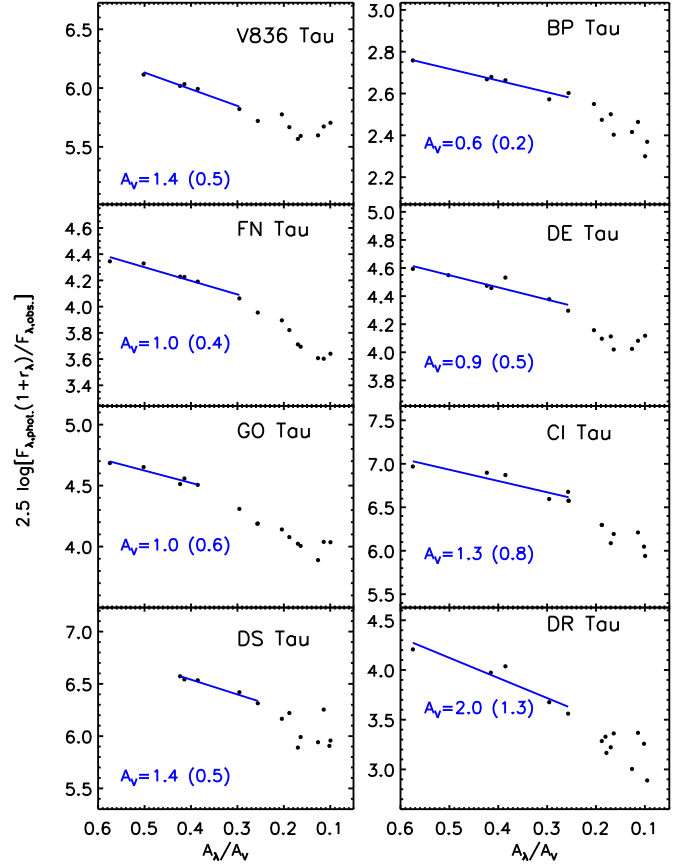 V836 Tau
6.5
6.0
5.5
A_V=1.4 (0.5)
BP Tau
3.0
2.8
2.6
2.4
2.2
A_V=0.6 (0.2)
FN Tau
4.6
4.4
4.2
4.0
3.8
3.6
3.4
A_V=1.0 (0.4)
DE Tau
5.0
4.8
4.6
4.4
4.2
4.0
3.8
A_V=0.9 (0.5)
GO Tau
5.0
4.5
4.0
A_V=1.0 (0.6)
CI Tau
7.5
7.0
6.5
6.0
5.5
A_V=1.3 (0.8)
DS Tau
7.0
6.5
6.0
5.5
A_V=1.4 (0.5)
DR Tau
4.5
4.0
3.5
3.0
A_V=2.0 (1.3)
0.6 0.5 0.4 0.3 0.2 0.1
0.6 0.5 0.4 0.3 0.2 0.1
A_λ/A_V
A_λ/A_V
2.5 log[F_λ,phot.(1+r_λ)/F_λ,obs.]